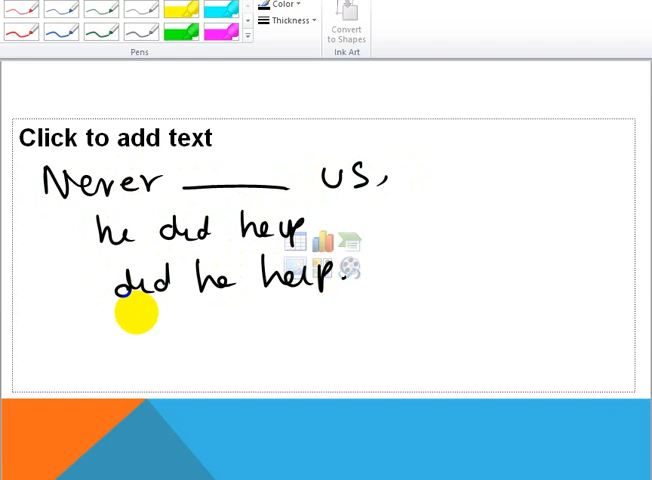 Color
Thickness
Convert
to Shapes
Pens
Ink Art
Click to add text
Never ______ us,
he did help
did he help.